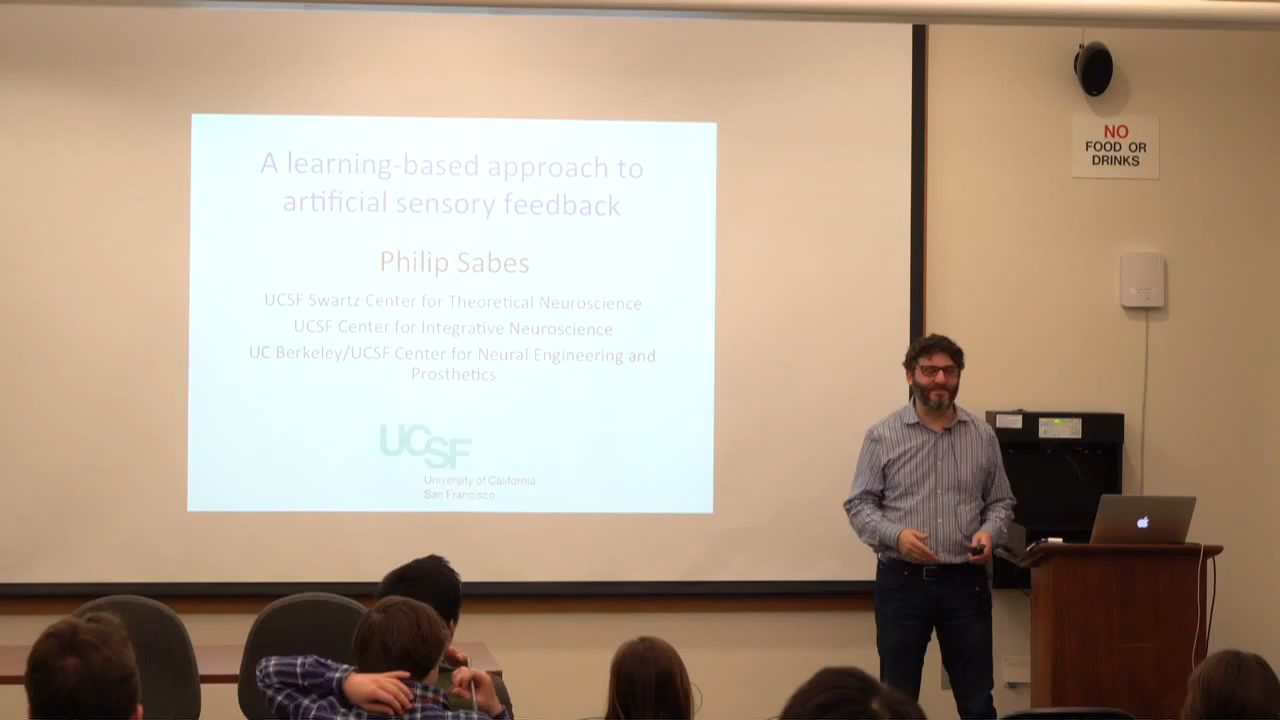 A learning-based approach to
artificial sensory feedback
Philip Sabes
UCSF Swartz Center for Theoretical Neuroscience
UCSF Center for Integrative Neuroscience
UC Berkeley/UCSF Center for Neural Engineering and
Prosthetics
UCSF
University of California
San Francisco
NO
FOOD OR
DRINKS